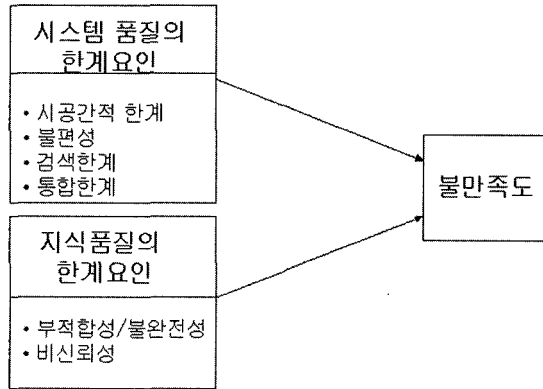 시스템 품질의
한계요인
• 시공간적 한계
• 불편성
• 검색한계
• 통합한계
불만족도
지식품질의
한계요인
• 부적합성/불완전성
• 비신뢰성